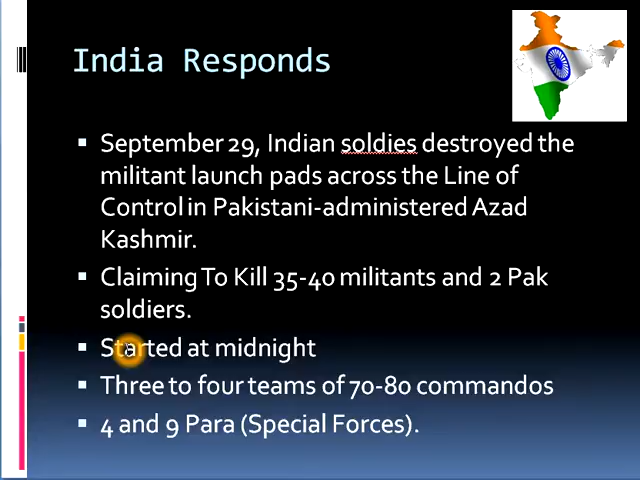 India Responds
September 29, Indian soldies destroyed the
militant launch pads across the Line of
Control in Pakistani-administered Azad
Kashmir.
Claiming To Kill 35-40 militants and 2 Pak
soldiers.
Started at midnight
Three to four teams of 70-80 commandos
4 and 9 Para (Special Forces).